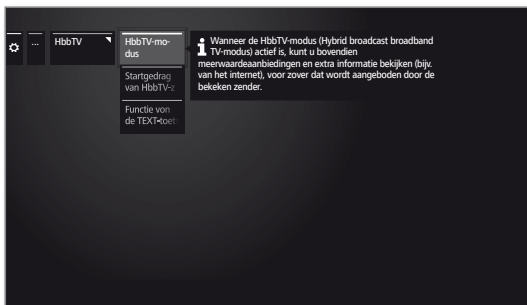 ... HbbTV
HbbTV-mo-
dus
Startgedrag
van HbbTV-z
Functie von
de TEXT-toets
Wanneer de HbbTV-modus (Hybrid broadcast broadband
TV-modus) actief is, kunt u bovendien
meerwaardeaanbiedingen en extra informatie bekijken (bijv.
van het internet), voor zover dat wordt aangeboden door de
bekeken zender.